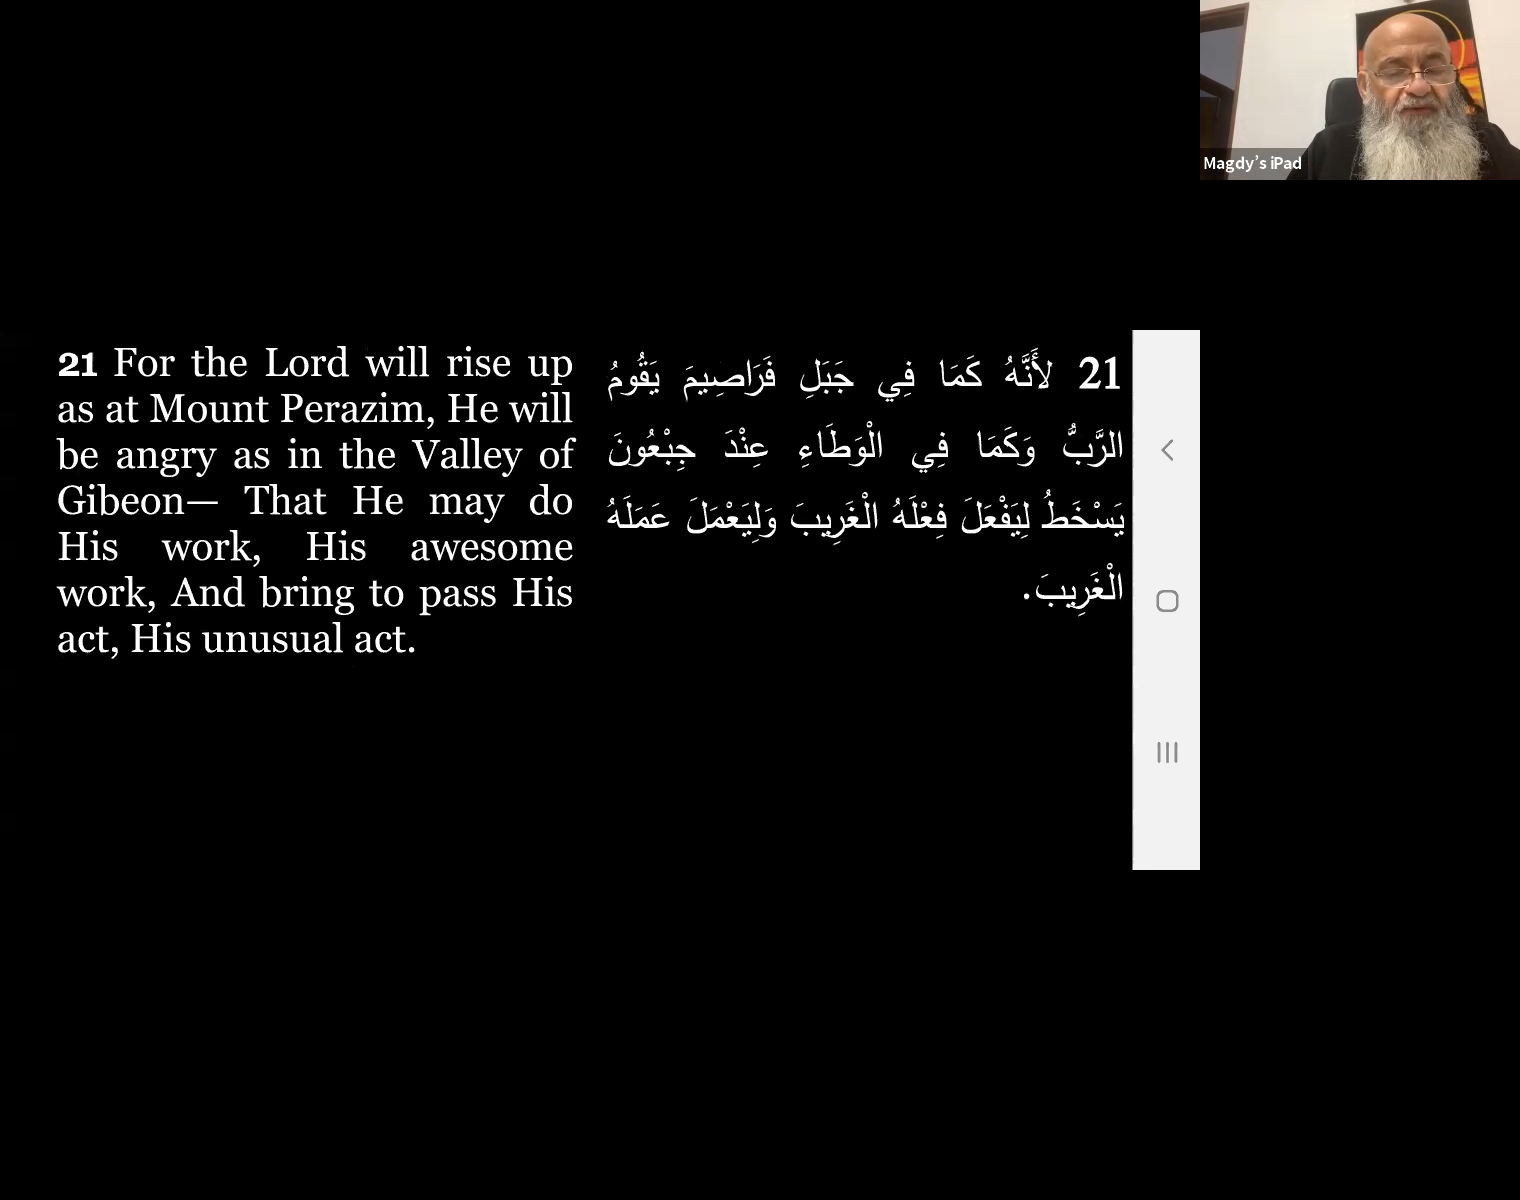 Magdy’s iPad
21 For the Lord will rise up
as at Mount Perazim, He will
be angry as in the Valley of
Gibeon— That He may do
His work, His awesome
work, And bring to pass His
act, His unusual act.
21 لأَنَّهُ كَمَا فِي جَبَلِ فَرَاصِيمَ يَقُومُ
الرَّبُّ وَكَمَا فِي الْوَطَاءِ عِنْدَ جِبْعُونَ
يَسْخَطُ لِيَفْعَلَ فِعْلَهُ الْغَرِيبَ وَلِيَعْمَلَ عَمَلَهُ
الْغَرِيبَ.